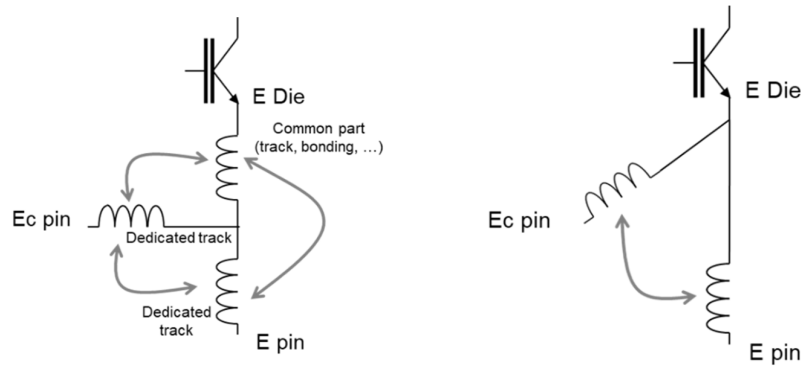 E Die
Common part
(track, bonding, ...)
Ec pin
Dedicated track
Dedicated
track
E pin
E Die
Ec pin
E pin